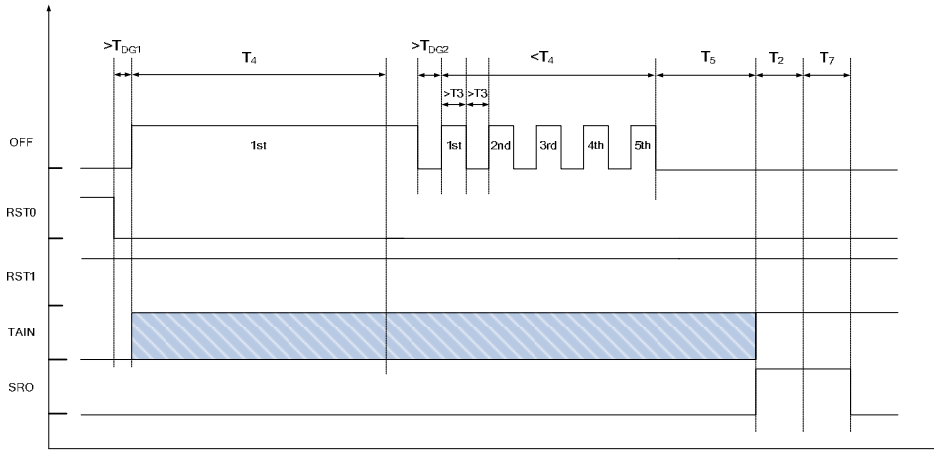 >TDG1
T4
>TDG2
<T4
T5
T2
T7
>T3
>T3
OFF
1st
1st
2nd
3rd
4th
5th
RST0
RST1
TAIN
SRO